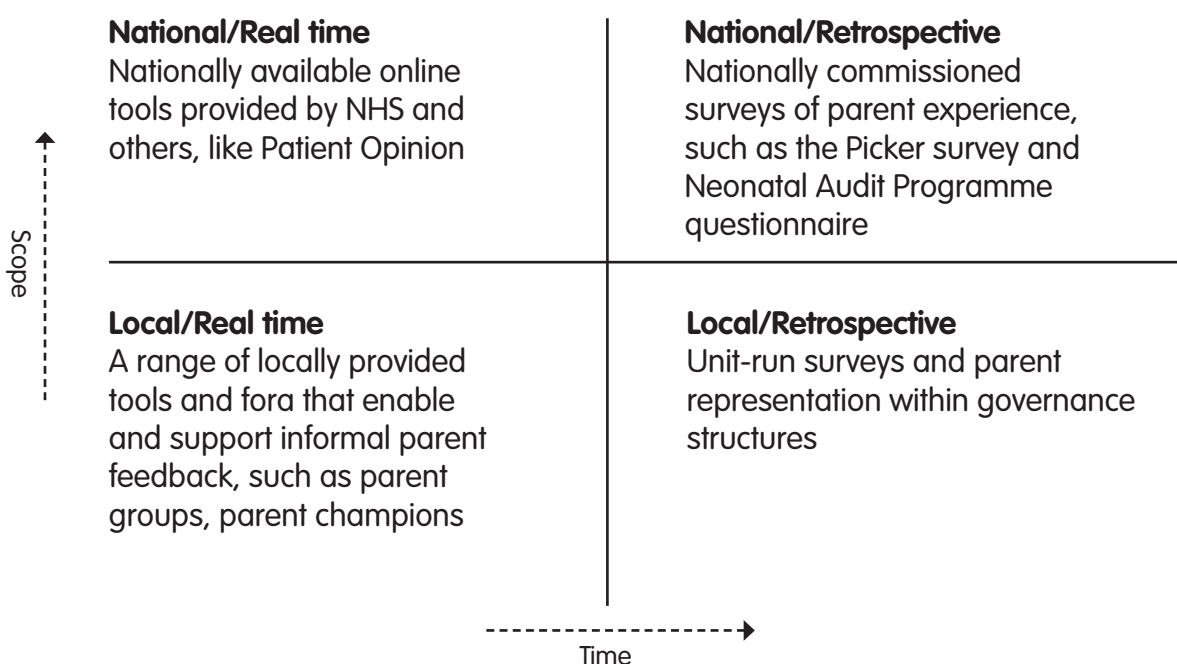 National/Real time
Nationally available online
tools provided by NHS and
others, like Patient Opinion
National/Retrospective
Nationally commissioned
surveys of parent experience,
such as the Picker survey and
Neonatal Audit Programme
questionnaire
Scope
Local/Real time
A range of locally provided
tools and fora that enable
and support informal parent
feedback, such as parent
groups, parent champions
Local/Retrospective
Unit-run surveys and parent
representation within governance
structures
Time